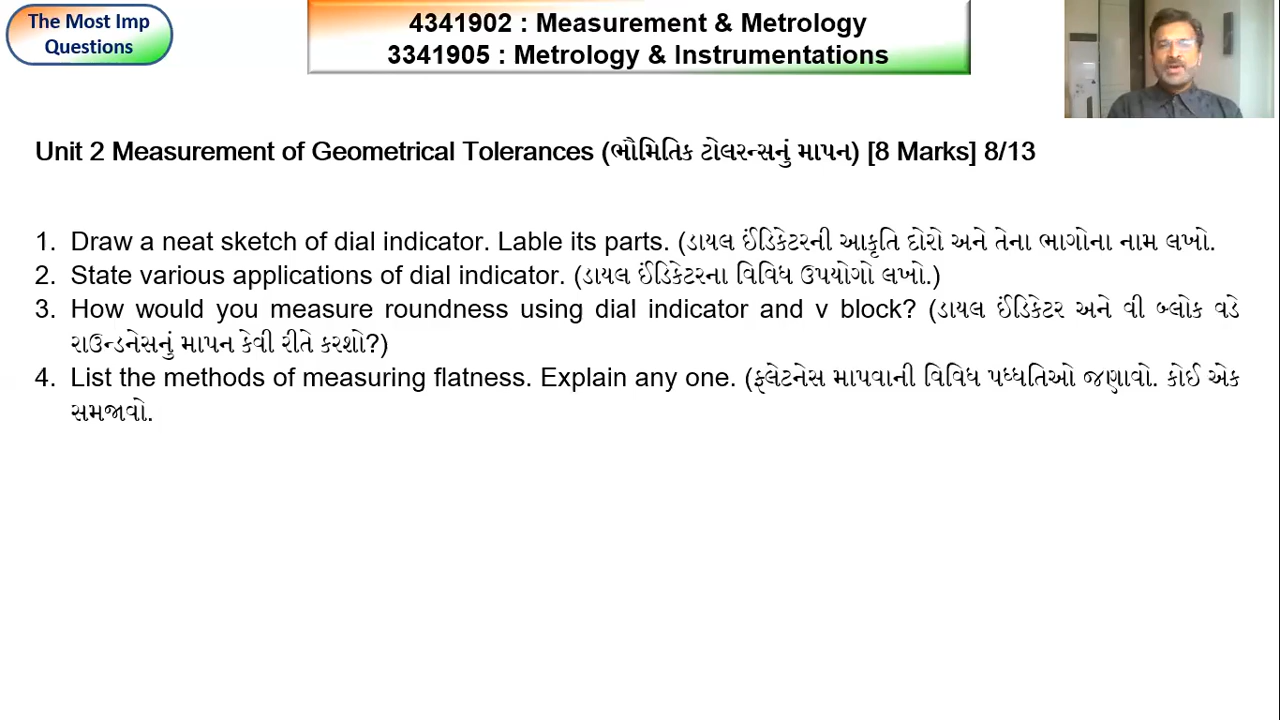 The Most Imp
Questions
4341902 : Measurement & Metrology
3341905 : Metrology & Instrumentations
Unit 2 Measurement of Geometrical Tolerances (ભૌમિતિક ટોલરન્સનું માપન) [8 Marks] 8/13
1. Draw a neat sketch of dial indicator. Lable its parts. (ડાયલ ઈંડિકેટરની આકૃતિ દોરો અને તેના ભાગોના નામ લખો.
2. State various applications of dial indicator. (ડાયલ ઈંડિકેટરના વિવિધ ઉપયોગો લખો.)
3. How would you measure roundness using dial indicator and v block? (ડાયલ ઈંડિકેટર અને વી બ્લોક વડે
રાઉન્ડનેસનું માપન કેવી રીતે કરશો?)
4. List the methods of measuring flatness. Explain any one. (ફ્લેટનેસ માપવાની વિવિધ પધ્ધતિઓ જણાવો. કોઈ એક
સમજાવો.